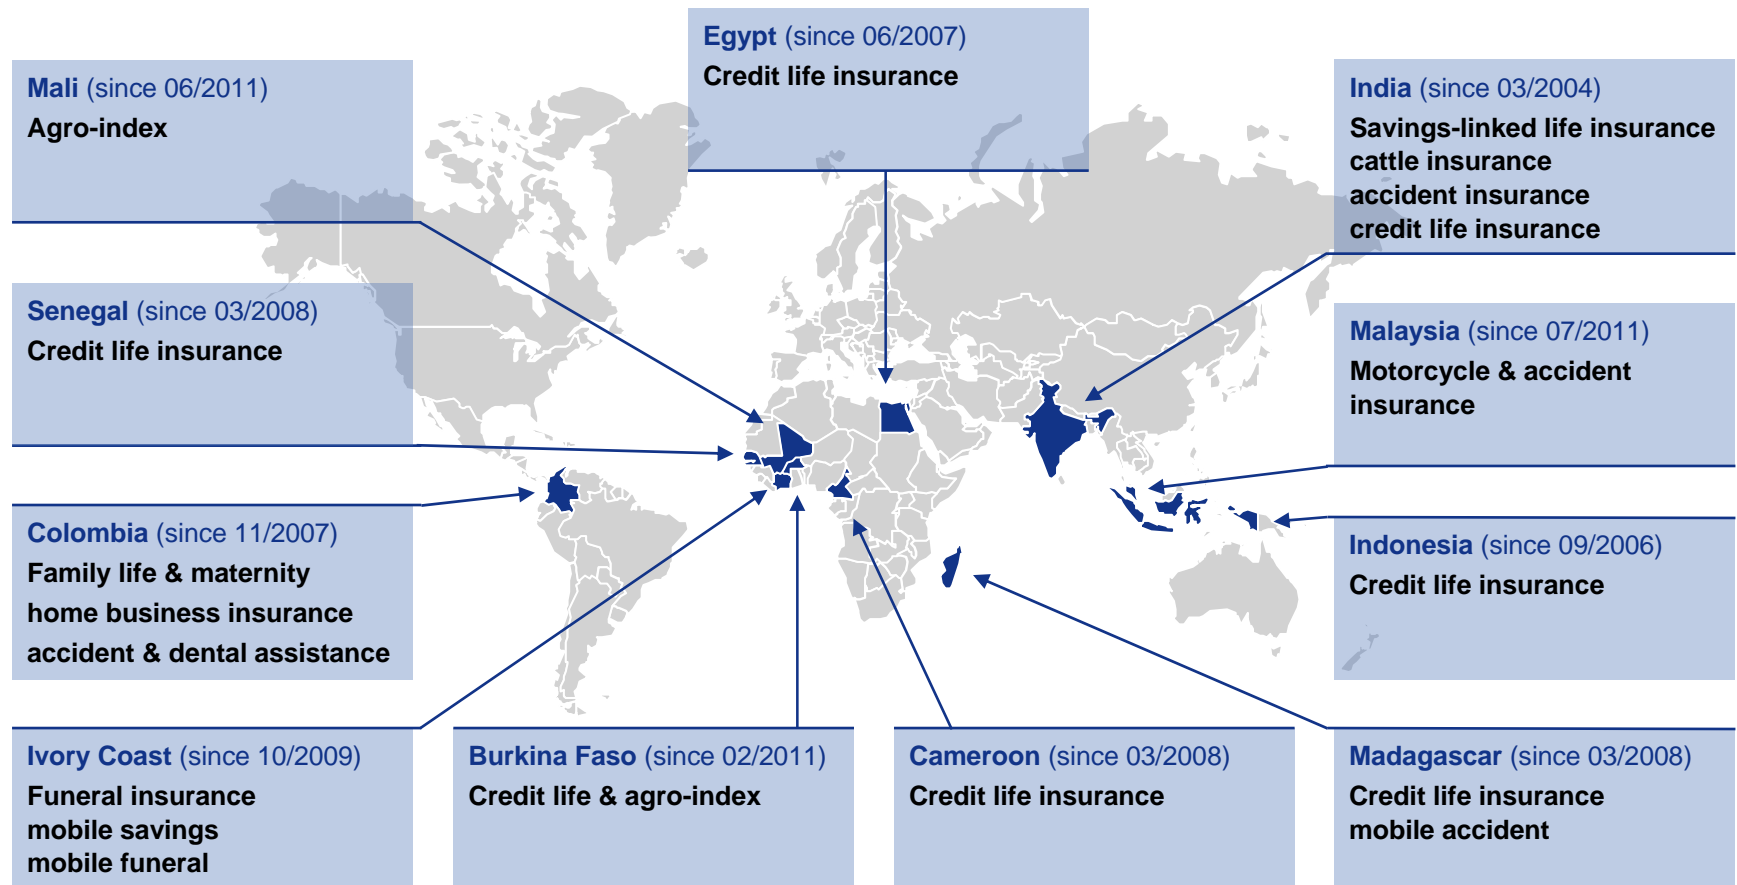 Egypt (since 06/2007)
Credit life insurance
Mali (since 06/2011)
Agro-index
India (since 03/2004)
Savings-linked life insurance
cattle insurance
accident insurance
credit life insurance
Senegal (since 03/2008)
Credit life insurance
Malaysia (since 07/2011)
Motorcycle & accident
insurance
Colombia (since 11/2007)
Family life & maternity
home business insurance
accident & dental assistance
Indonesia (since 09/2006)
Credit life insurance
Ivory Coast (since 10/2009)
Funeral insurance
mobile savings
mobile funeral
Burkina Faso (since 02/2011)
Credit life & agro-index
Cameroon (since 03/2008)
Credit life insurance
Madagascar (since 03/2008)
Credit life insurance
mobile accident